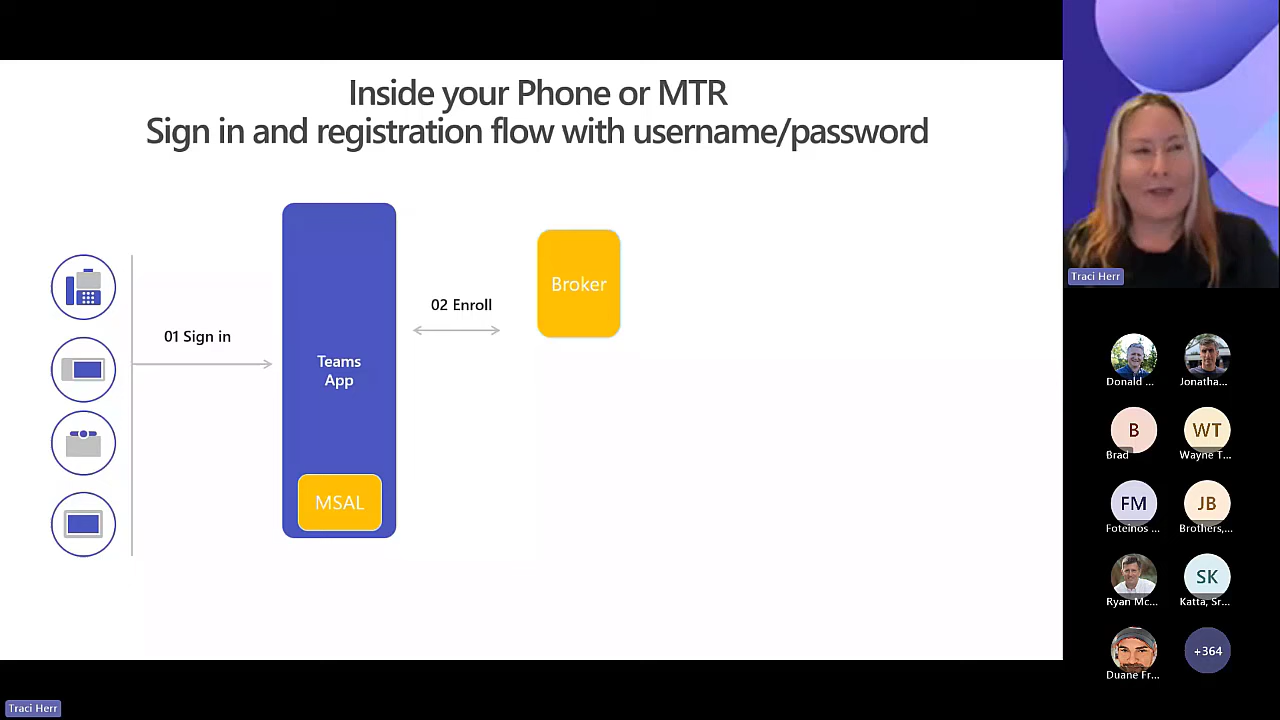 Inside your Phone or MTR
Sign in and registration flow with username/password
01 Sign in
Teams
App
MSAL
02 Enroll
Broker
Traci Herr
Donald ...
Jonatha...
B
Brad
WT
Wayne T...
FM
Foteinos ...
JB
Brothers,...
Ryan Mc...
SK
Katta, Sr...
Duane Fr...
+364
Traci Herr